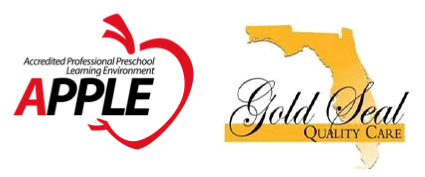 Accredited Professional Preschool
Learning Environment
APPLE
Gold Seal
QUALITY CARE